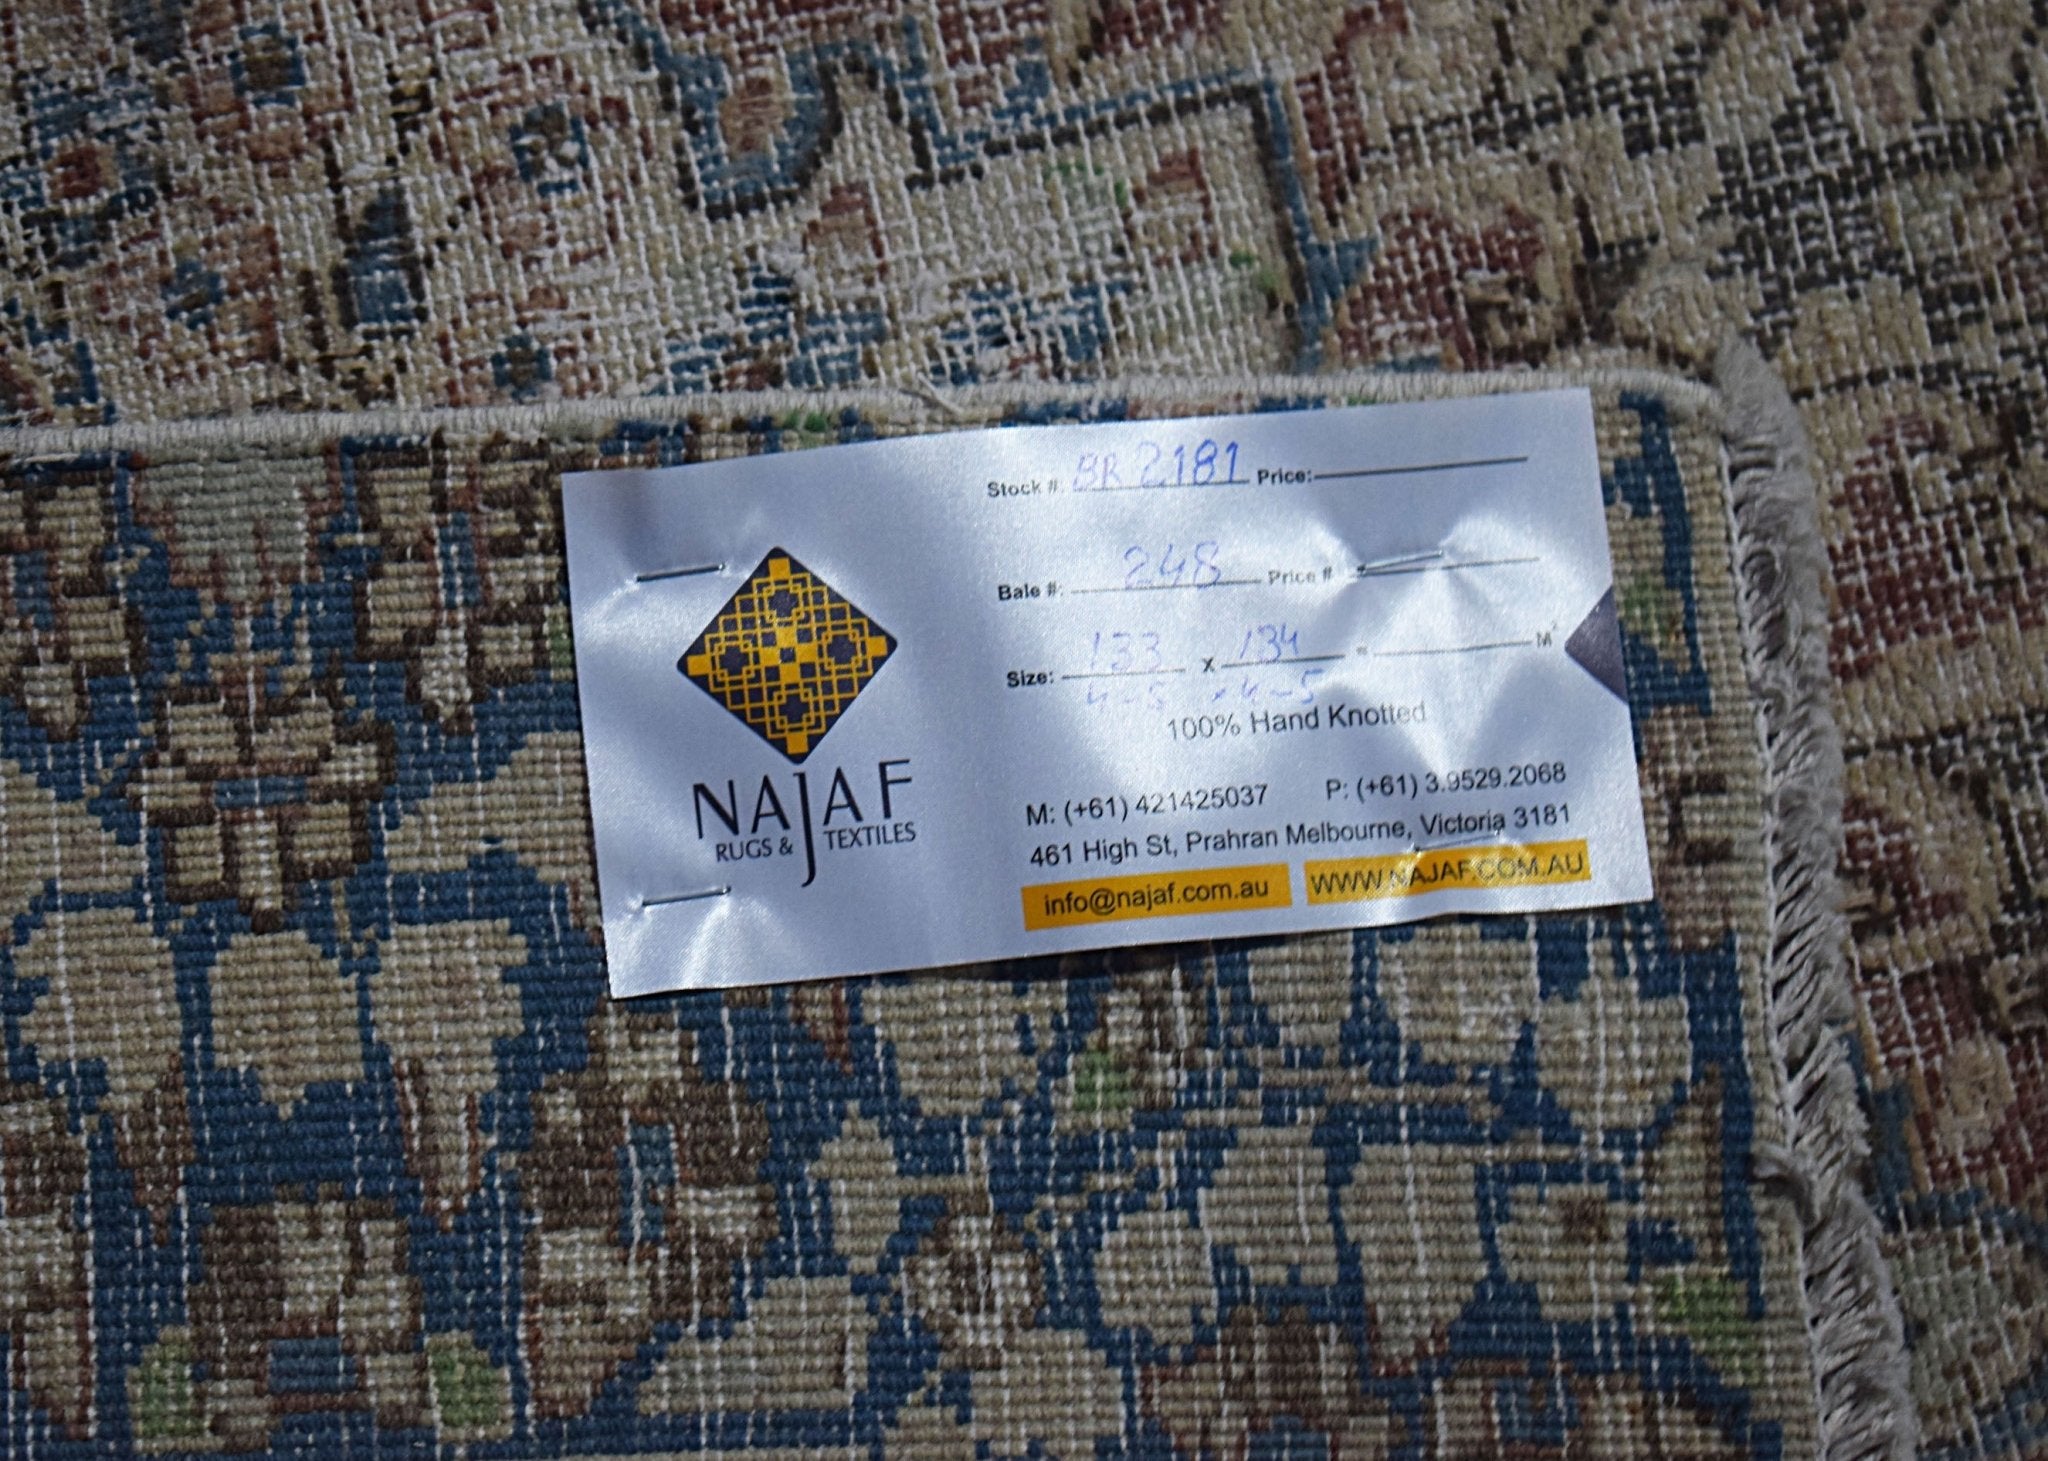 NAJAF
RUGS & TEXTILES
Stock #: BR 2181 Price:
Bale #: 248 Price #
Size: 133 x 134 = M²
4-5 x 4-5
100% Hand Knotted
M: (+61) 421425037 P: (+61) 3.9529.2068
461 High St, Prahran Melbourne, Victoria 3181
info@najaf.com.au WWW.NAJAF.COM.AU